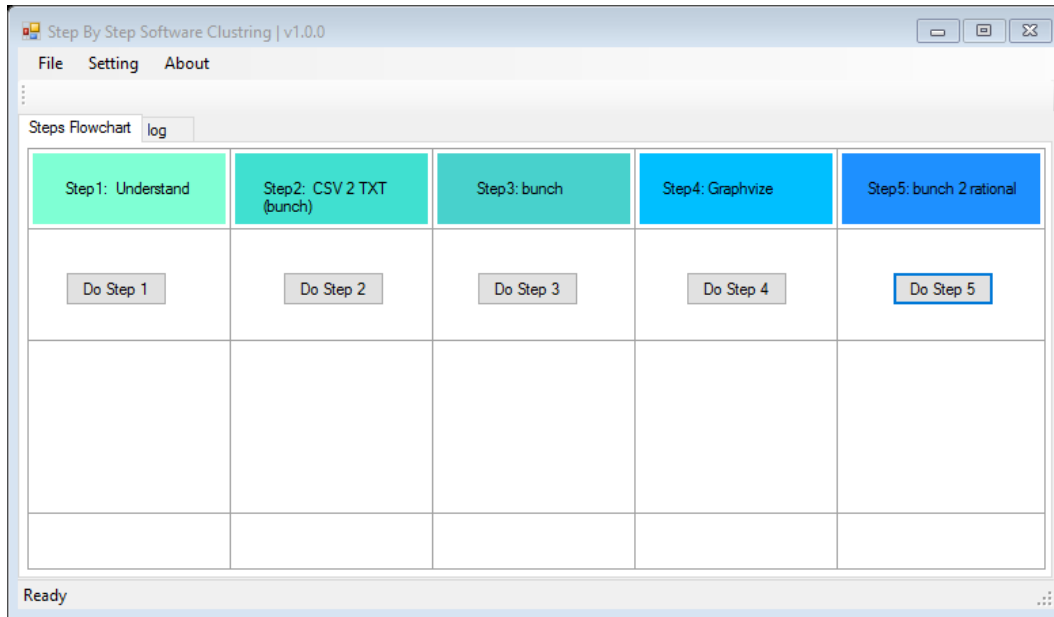 Step By Step Software Clustring | v1.0.0
File Setting About
Steps Flowchart log
Step1: Understand
Step2: CSV 2 TXT
(bunch)
Step3: bunch
Step4: Graphvize
Step5: bunch 2 rational
Do Step 1
Do Step 2
Do Step 3
Do Step 4
Do Step 5
Ready